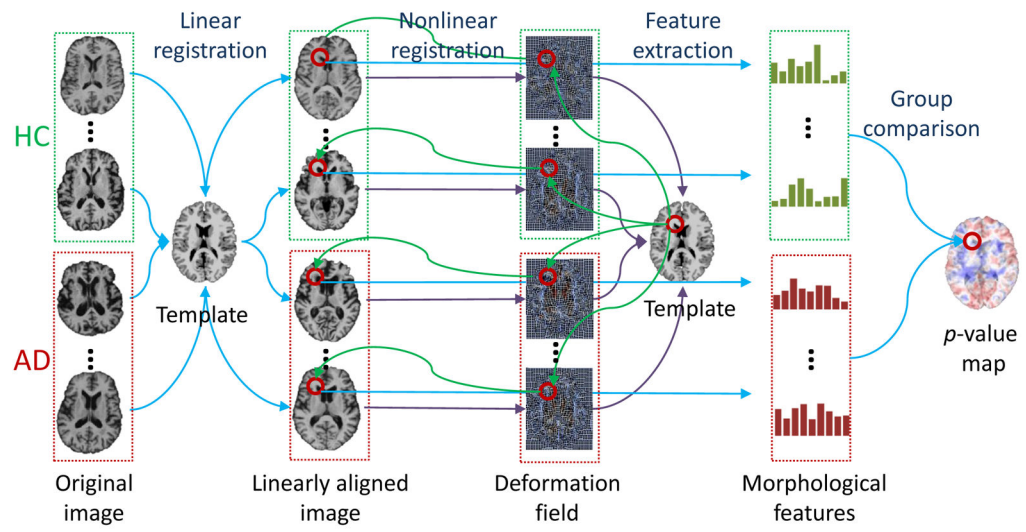 Linear
registration
Nonlinear
registration
Feature
extraction
Group
comparison
HC
AD
Template
Template
p-value
map
Original
image
Linearly aligned
image
Deformation
field
Morphological
features